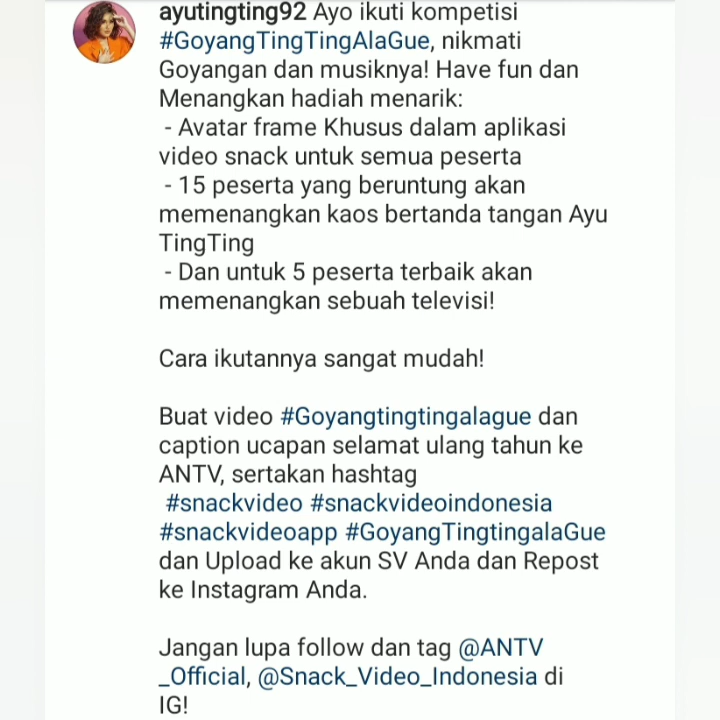 ayutingting92 Ayo ikuti kompetisi
#GoyangTingTingAlaGue, nikmati
Goyangan dan musiknya! Have fun dan
Menangkan hadiah menarik:
- Avatar frame Khusus dalam aplikasi
video snack untuk semua peserta
- 15 peserta yang beruntung akan
memenangkan kaos bertanda tangan Ayu
TingTing
- Dan untuk 5 peserta terbaik akan
memenangkan sebuah televisi!
Cara ikutannya sangat mudah!
Buat video #Goyangtingtingalague dan
caption ucapan selamat ulang tahun ke
ANTV, sertakan hashtag
#snackvideo #snackvideoindonesia
#snackvideoapp #GoyangTingtingalaGue
dan Upload ke akun SV Anda dan Repost
ke Instagram Anda.
Jangan lupa follow dan tag @ANTV
_Official, @Snack_Video_Indonesia di
IG!